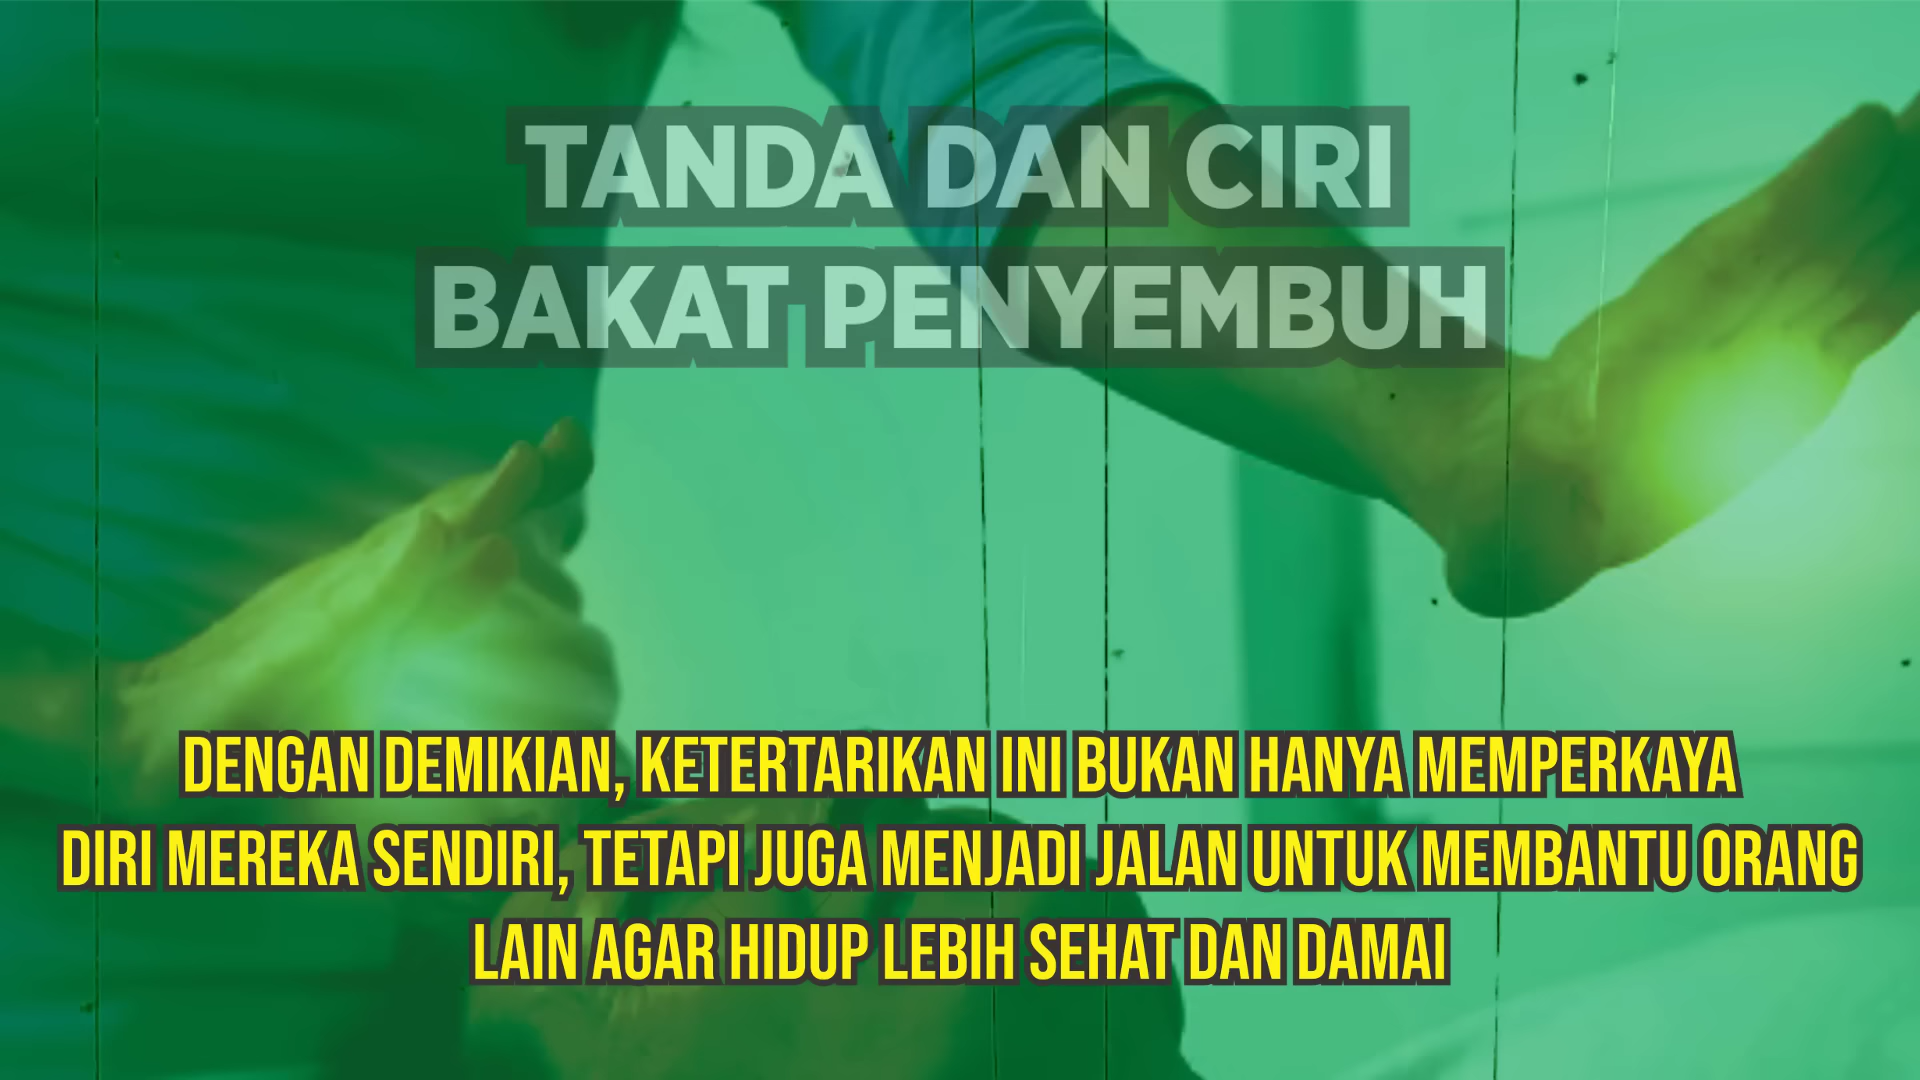 TANDA DAN CIRI
BAKAT PENYEMBUH
DENGAN DEMIKIAN, KETERTARIKAN INI BUKAN HANYA MEMPERKAYA
DIRI MEREKA SENDIRI, TETAPI JUGA MENJADI JALAN UNTUK MEMBANTU ORANG
LAIN AGAR HIDUP LEBIH SEHAT DAN DAMAI